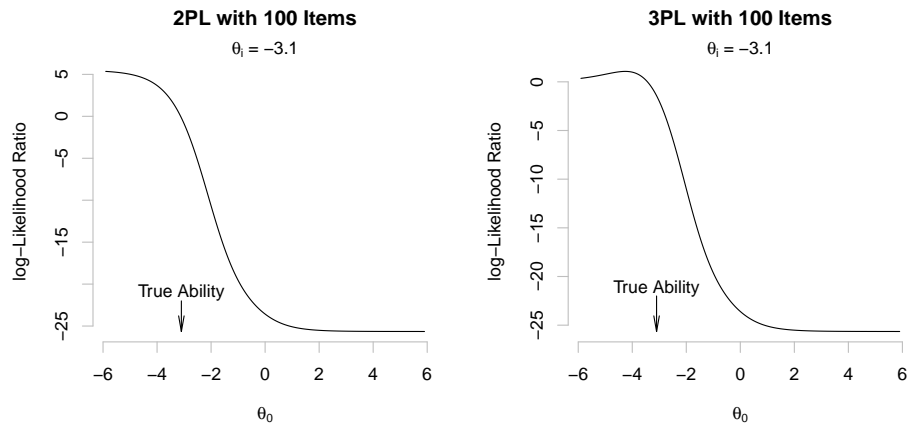 2PL with 100 Items
θi = −3.1
log−Likelihood Ratio
5
0
−5
−15
−25
True Ability
−6 −4 −2 0 2 4 6
θ0
3PL with 100 Items
θi = −3.1
log−Likelihood Ratio
0
−5
−10
−15
−20
−25
True Ability
−6 −4 −2 0 2 4 6
θ0